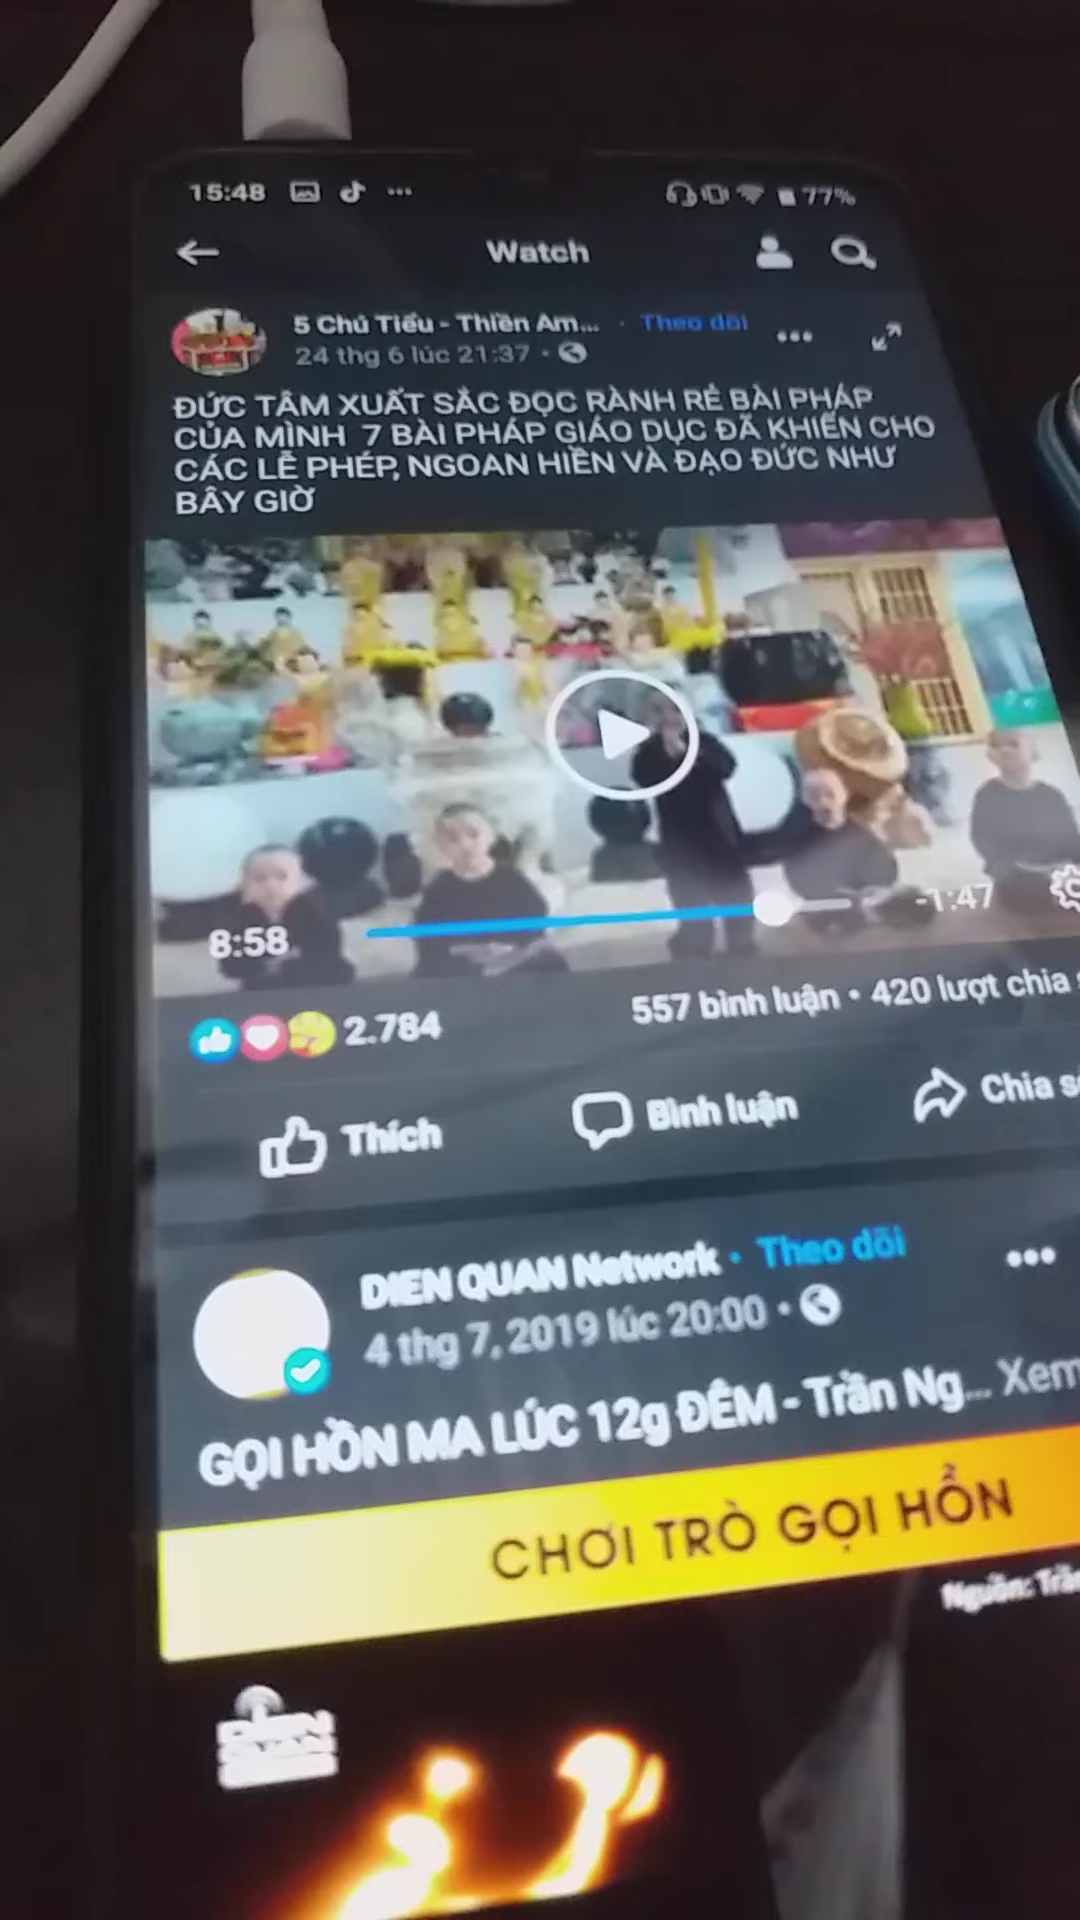 15:48
77%
Watch
5 Chú Tiểu - Thiền Am... · Theo dõi
24 thg 6 lúc 21:37
ĐỨC TÂM XUẤT SẮC ĐỌC RÀNH RẺ BÀI PHÁP
CỦA MÌNH 7 BÀI PHÁP GIÁO DỤC ĐÃ KHIẾN CHO
CÁC LỄ PHÉP, NGOAN HIỀN VÀ ĐẠO ĐỨC NHƯ
BÂY GIỜ
8:58
-1:47
2.784
557 bình luận • 420 lượt chia
Thích
Bình luận
Chia
DIEN QUAN Network · Theo dõi
4 thg 7, 2019 lúc 20:00
GỌI HỒN MA LÚC 12g ĐÊM - Trần Ng... Xem
CHƠI TRÒ GỌI HỒN
Nguồn:
DIEN
QUAN